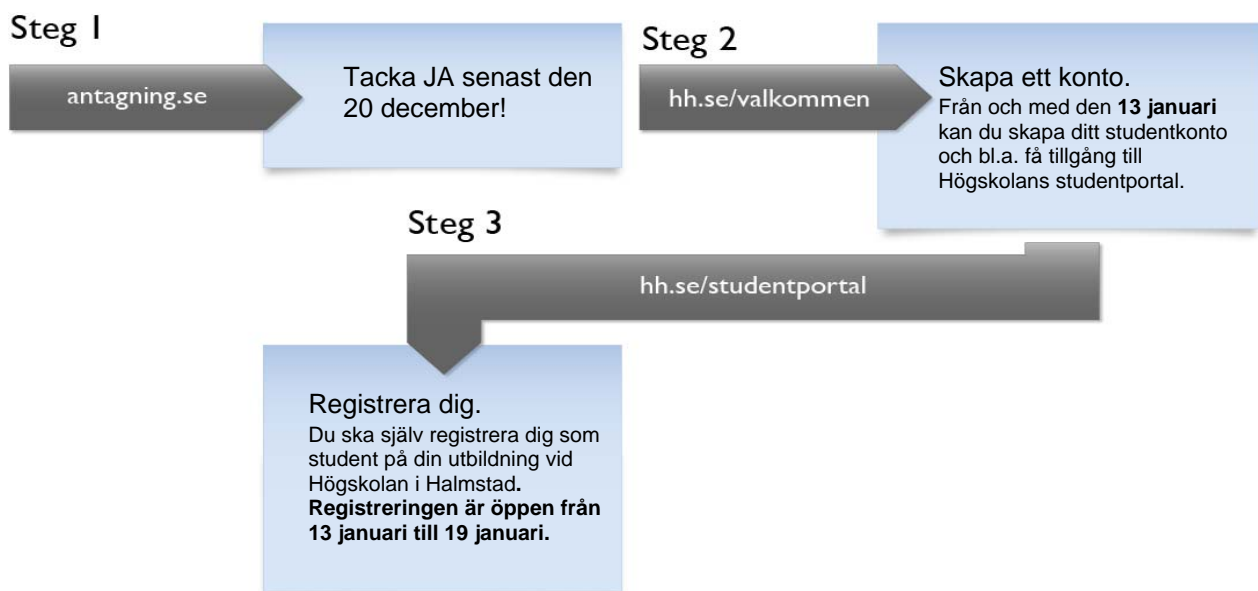 Steg 1
antagning.se
Tacka JA senast den
20 december!
Steg 2
hh.se/valkommen
Skapa ett konto.
Från och med den 13 januari
kan du skapa ditt studentkonto
och bl.a. få tillgång till
Högskolans studentportal.
Steg 3
hh.se/studentportal
Registrera dig.
Du ska själv registrera dig som
student på din utbildning vid
Högskolan i Halmstad.
Registreringen är öppen från
13 januari till 19 januari.